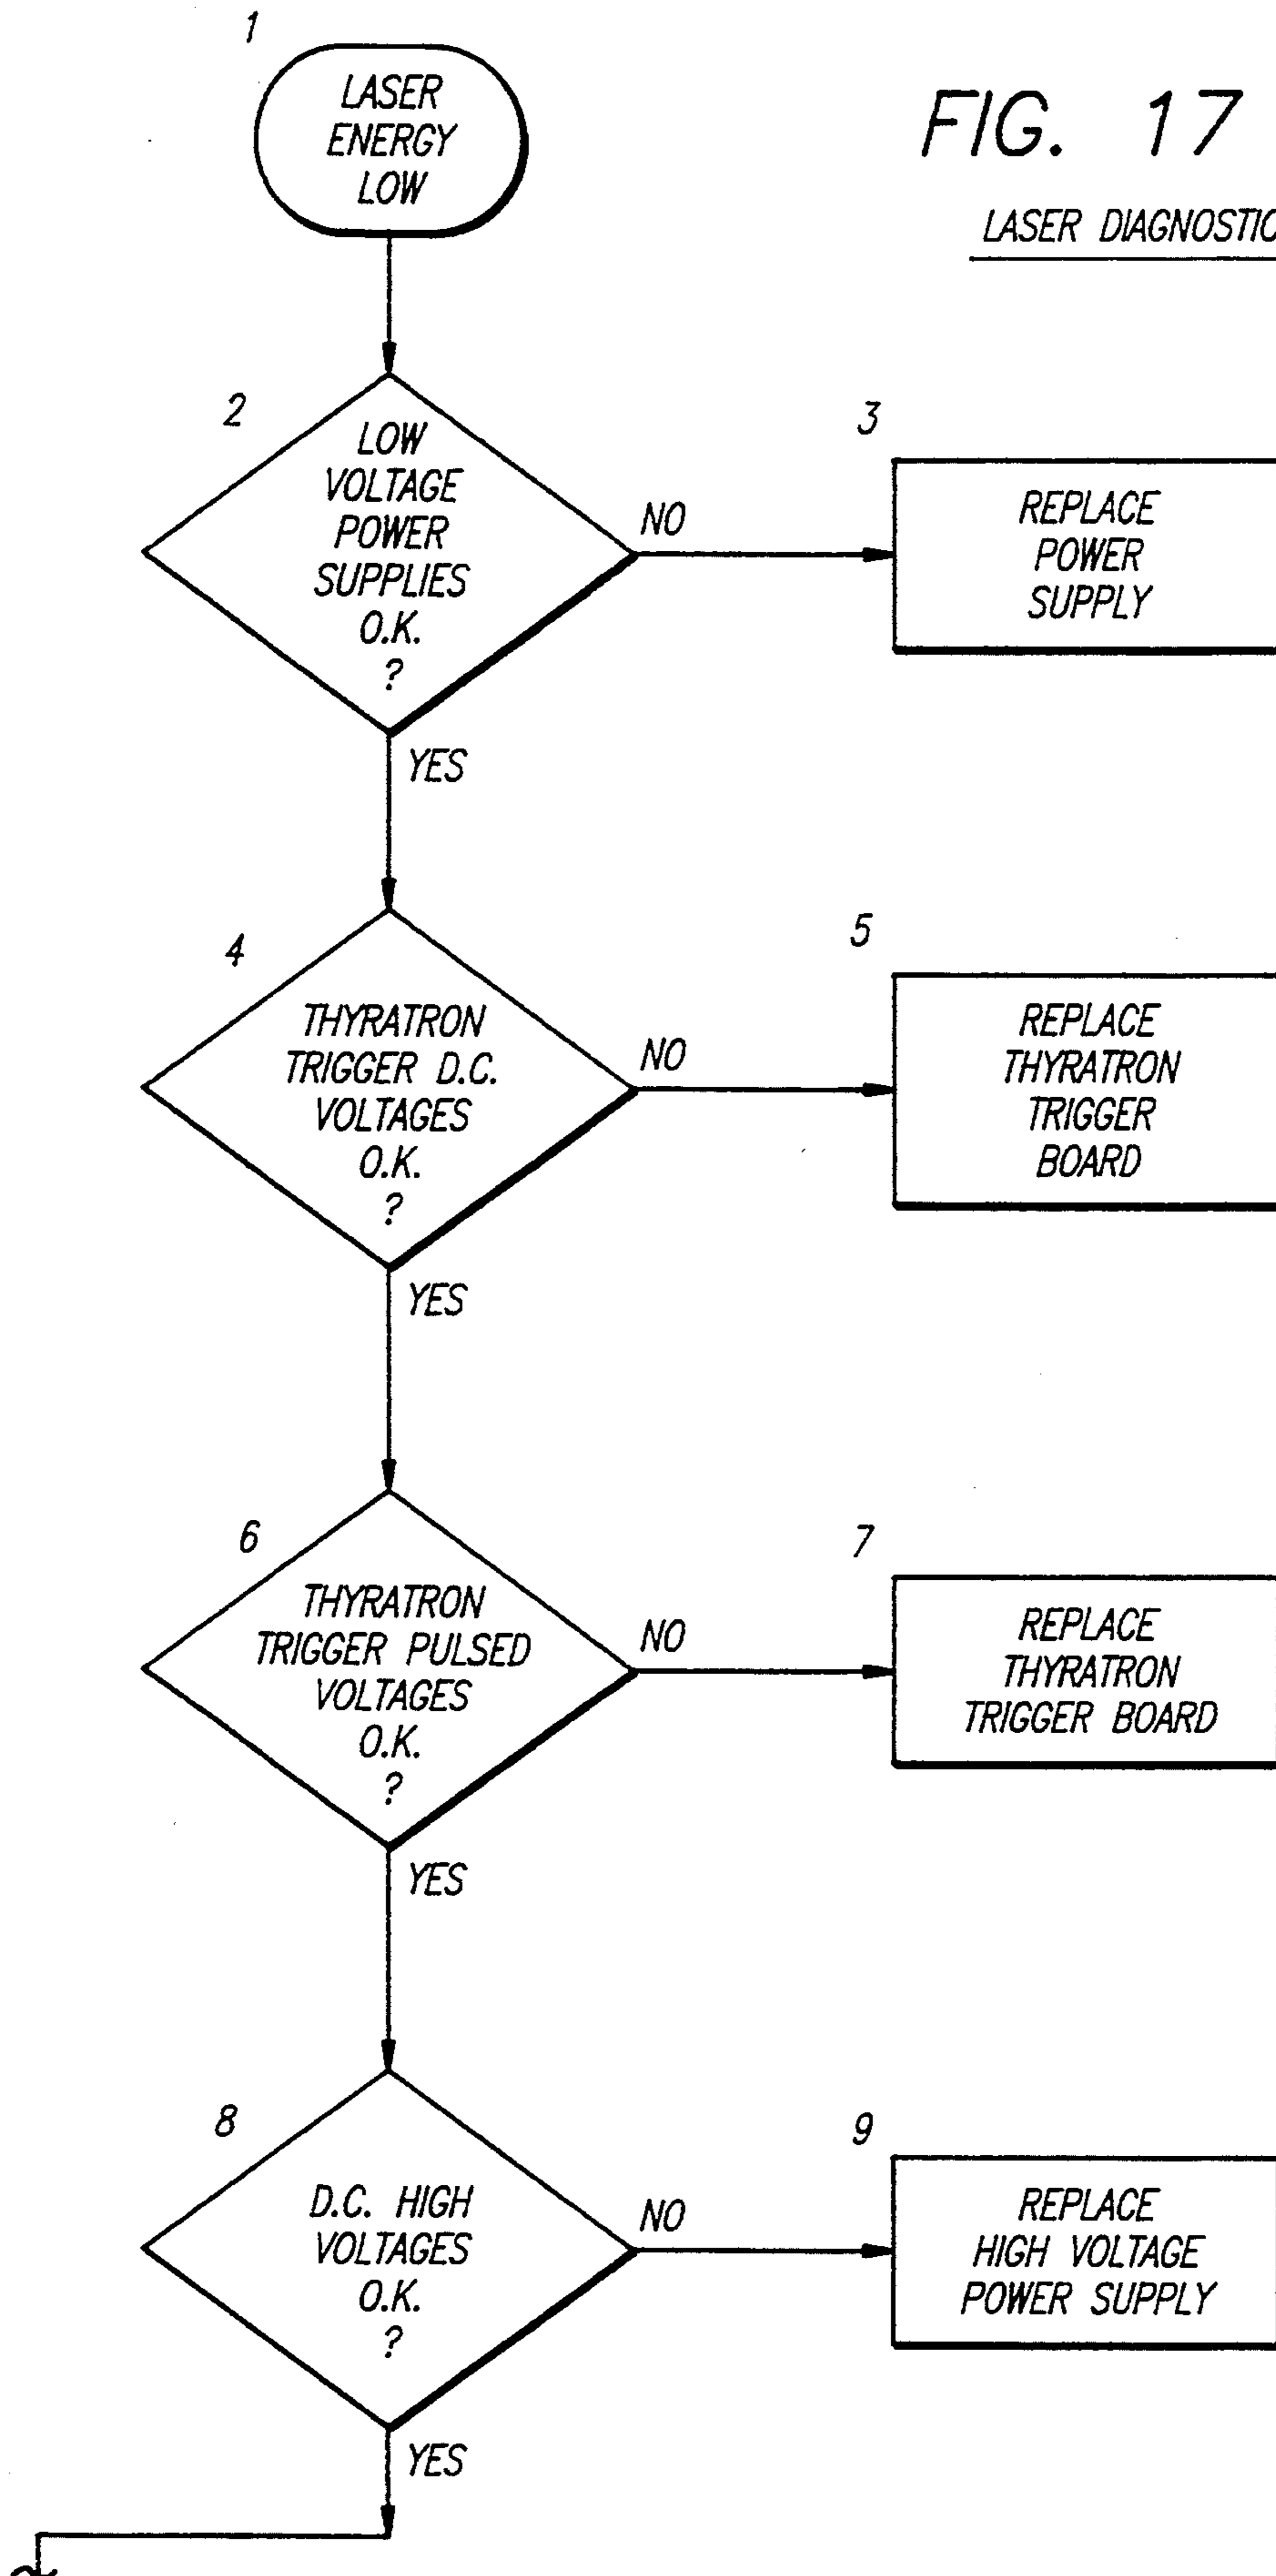 1
LASER
ENERGY
LOW
FIG. 17
LASER DIAGNOSTIC
2
LOW
VOLTAGE
POWER
SUPPLIES
O.K.
?
NO
3
REPLACE
POWER
SUPPLY
YES
4
THYRATRON
TRIGGER D.C.
VOLTAGES
O.K.
?
NO
5
REPLACE
THYRATRON
TRIGGER
BOARD
YES
6
THYRATRON
TRIGGER PULSED
VOLTAGES
O.K.
?
NO
7
REPLACE
THYRATRON
TRIGGER BOARD
YES
8
D.C. HIGH
VOLTAGES
O.K.
?
NO
9
REPLACE
HIGH VOLTAGE
POWER SUPPLY
YES